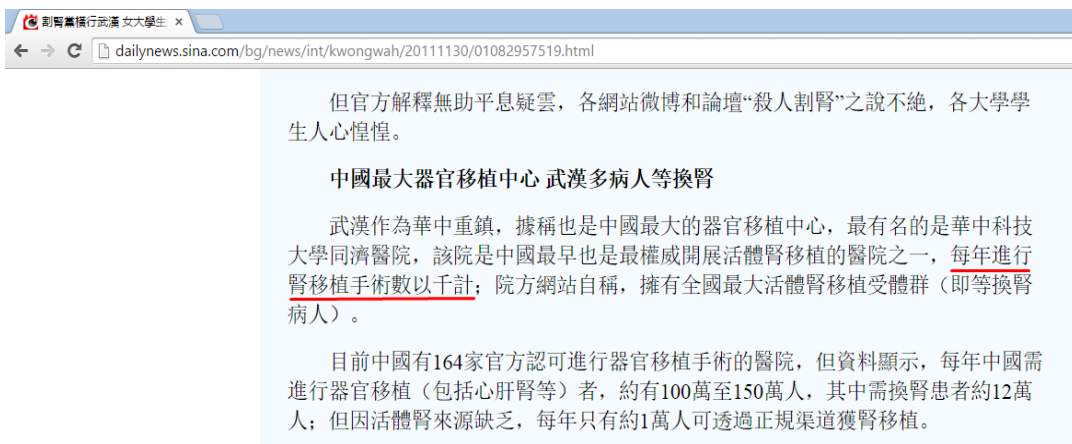 割腎黨橫行武漢 女大學生
dailynews.sina.com/bg/news/int/kwongwah/20111130/01082957519.html
但官方解釋無助平息疑雲，各網站微博和論壇“殺人割腎”之說不絶，各大學學
生人心惶惶。
中國最大器官移植中心 武漢多病人等換腎
武漢作為華中重鎮，據稱也是中國最大的器官移植中心，最有名的是華中科技
大學同濟醫院，該院是中國最早也是最權威開展活體腎移植的醫院之一，每年進行
腎移植手術數以千計；院方網站自稱，擁有全國最大活體腎移植受體群（即等換腎
病人）。
目前中國有164家官方認可進行器官移植手術的醫院，但資料顯示，每年中國需
進行器官移植（包括心肝腎等）者，約有100萬至150萬人，其中需換腎患者約12萬
人；但因活體腎來源缺乏，每年只有約1萬人可透過正規渠道獲腎移植。